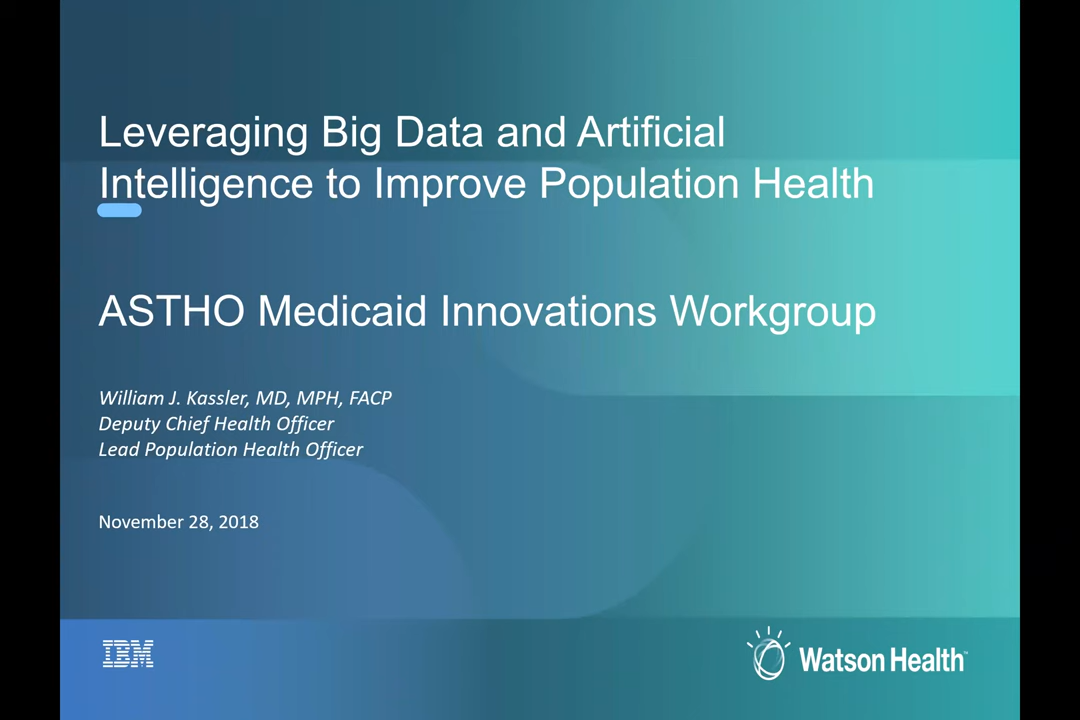 Leveraging Big Data and Artificial
Intelligence to Improve Population Health
ASTHO Medicaid Innovations Workgroup
William J. Kassler, MD, MPH, FACP
Deputy Chief Health Officer
Lead Population Health Officer
November 28, 2018
IBM
Watson Health™